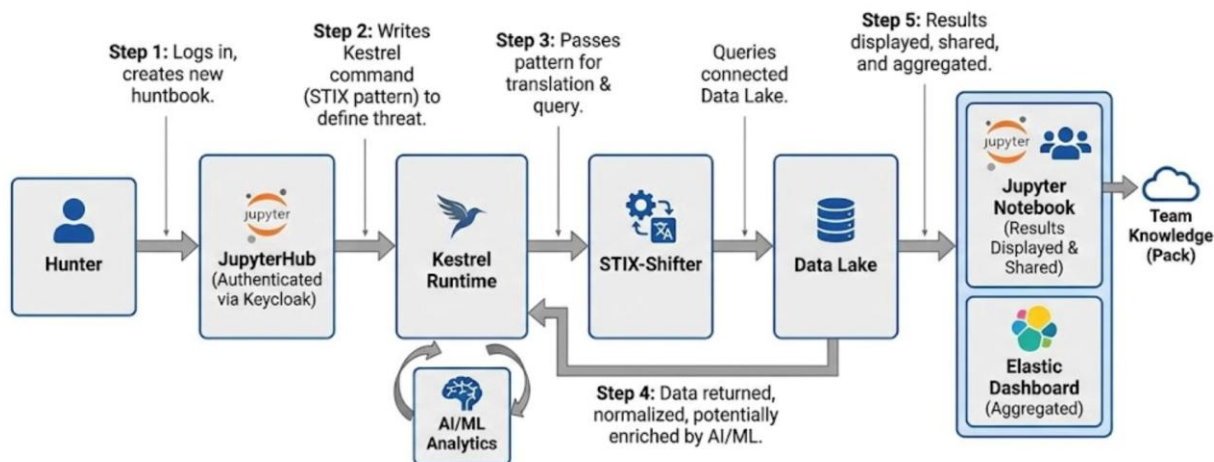 Step 1: Logs in,
creates new
huntbook.
Step 2: Writes
Kestrel
command
(STIX pattern) to
define threat.
Step 3: Passes
pattern for
translation &
query.
Queries
connected
Data Lake.
Step 5: Results
displayed, shared,
and aggregated.
Hunter
jupyter
JupyterHub
(Authenticated
via Keycloak)
Kestrel
Runtime
STIX-Shifter
Data Lake
jupyter
Jupyter
Notebook
(Results
Displayed &
Shared)
Team
Knowledge
(Pack)
Elastic
Dashboard
(Aggregated)
AI/ML
Analytics
Step 4: Data returned,
normalized, potentially
enriched by AI/ML.